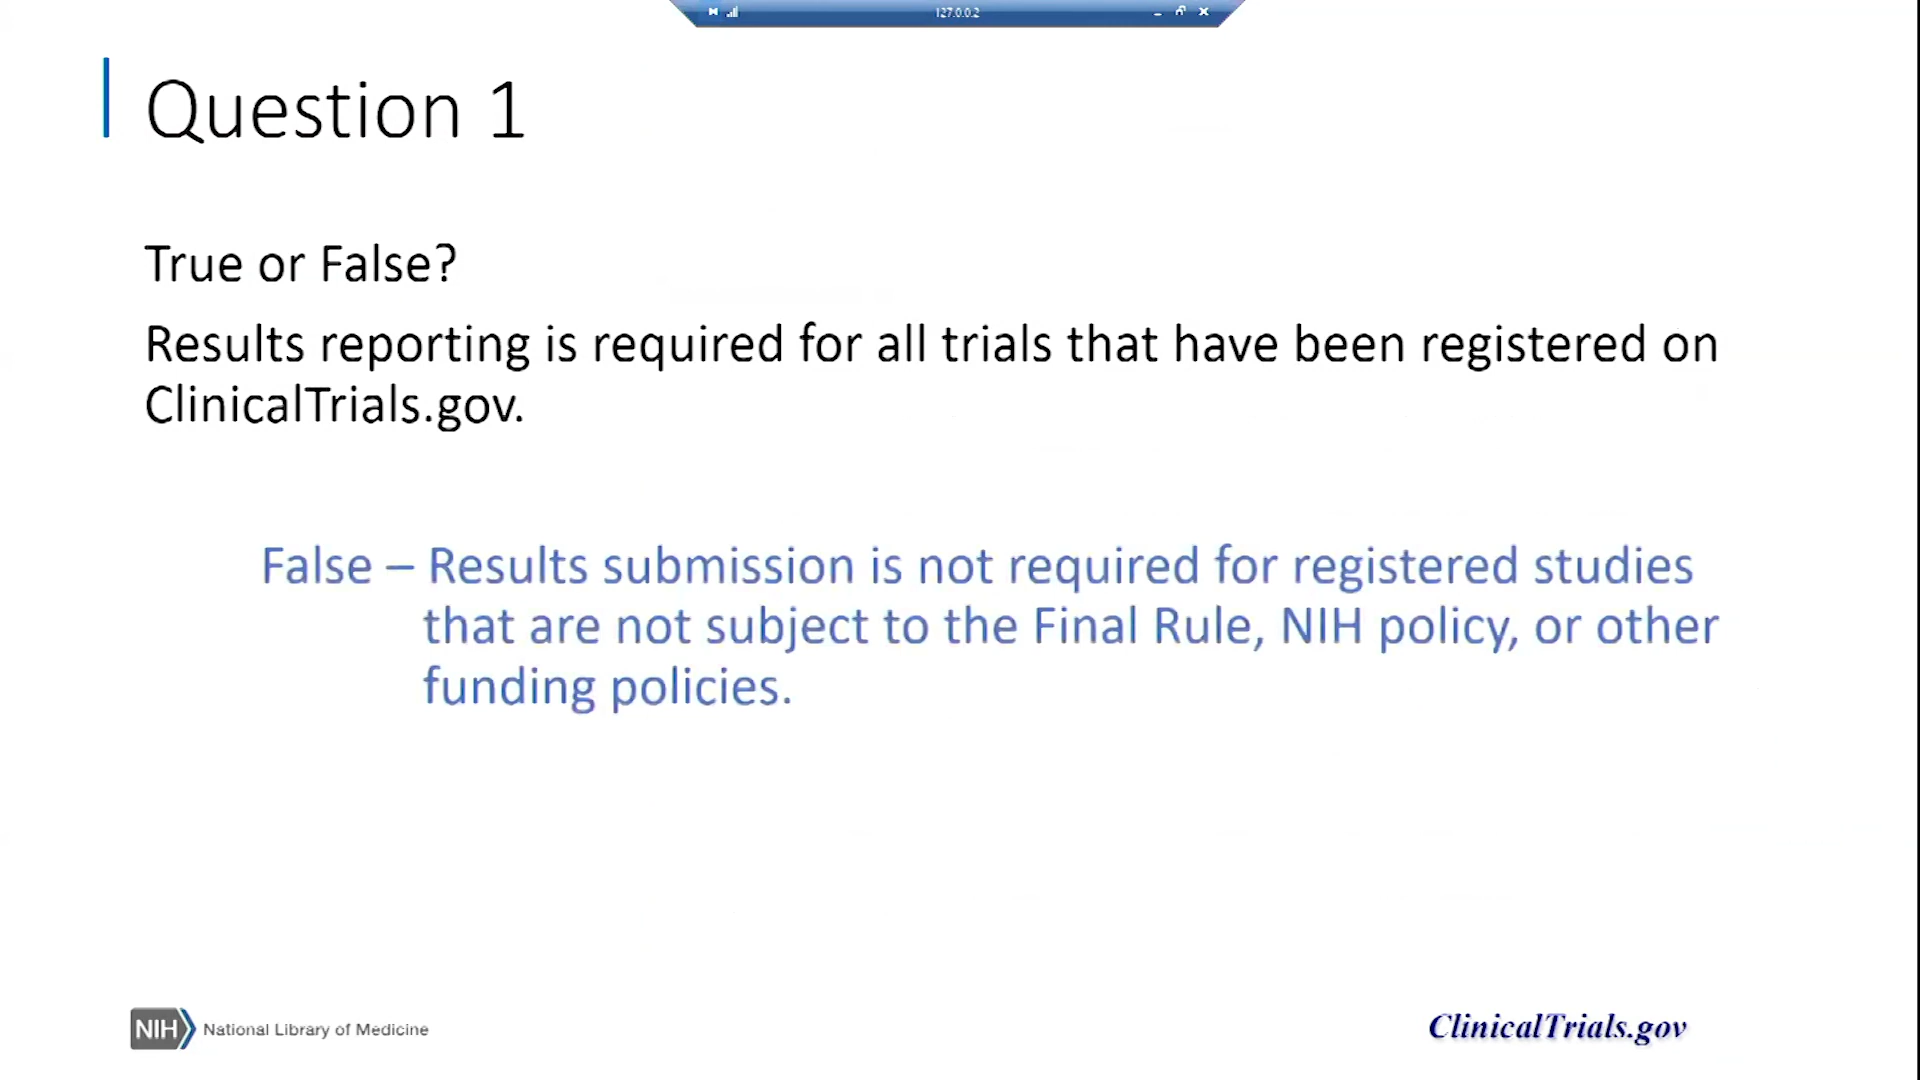 127.0.0.2
Question 1
True or False?
Results reporting is required for all trials that have been registered on
ClinicalTrials.gov.
False – Results submission is not required for registered studies
that are not subject to the Final Rule, NIH policy, or other
funding policies.
NIH National Library of Medicine
ClinicalTrials.gov